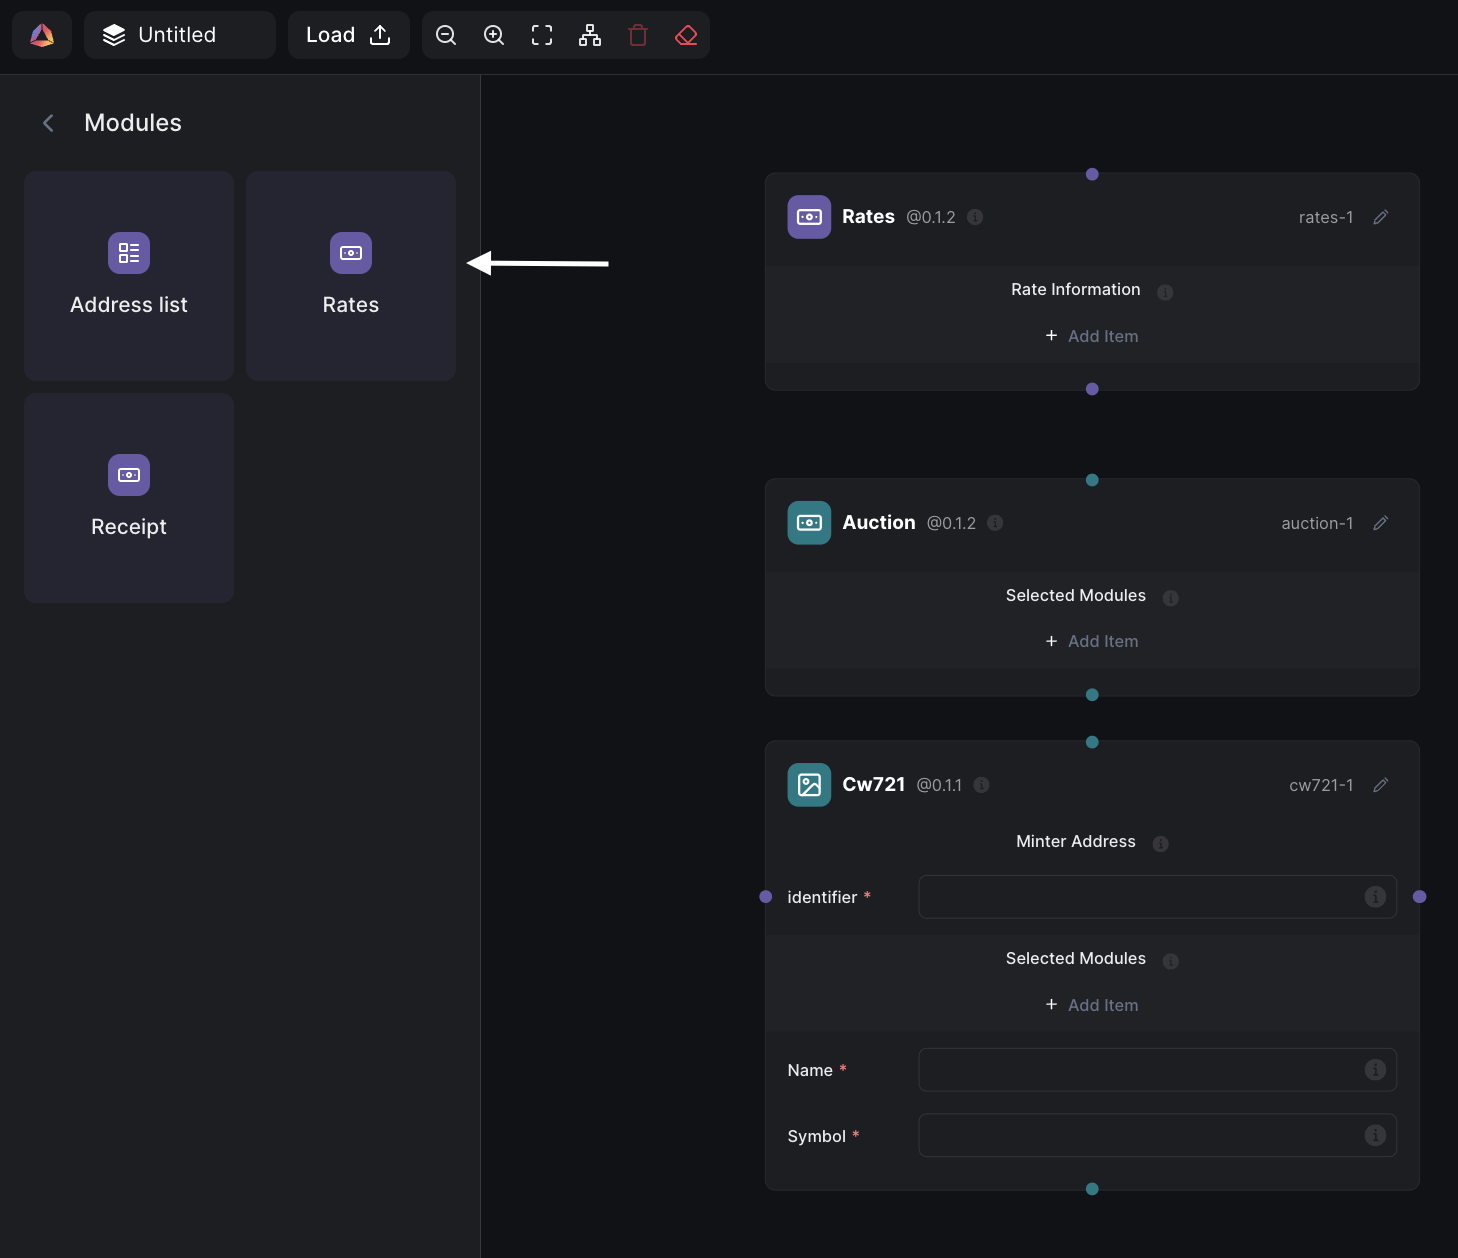 Untitled
Load
Modules
Address list
Rates
Receipt
Rates @0.1.2 rates-1
Rate Information
+ Add Item
Auction @0.1.2 auction-1
Selected Modules
+ Add Item
Cw721 @0.1.1 cw721-1
Minter Address
identifier *
Selected Modules
+ Add Item
Name *
Symbol *